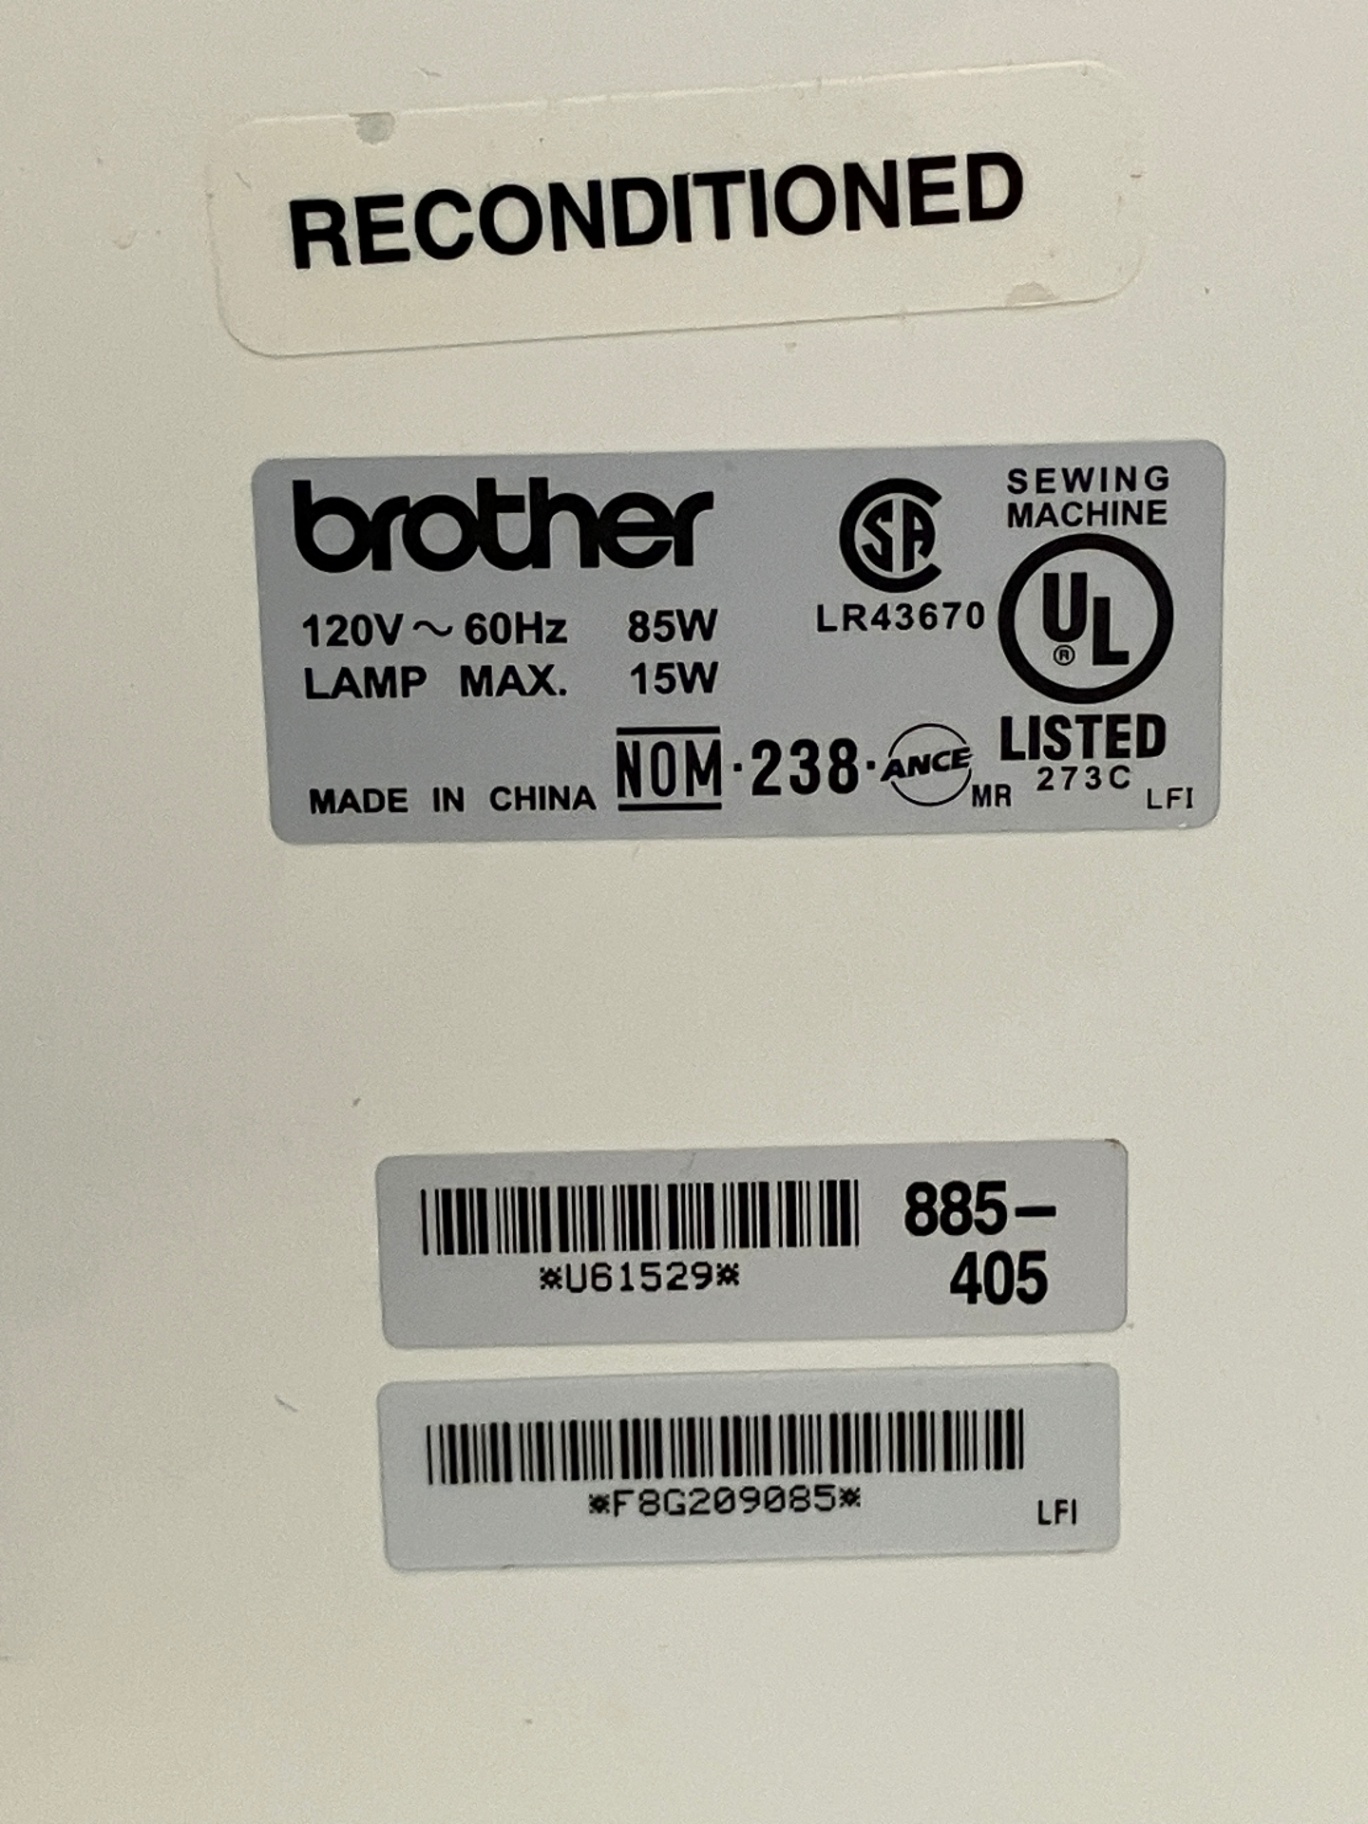 RECONDITIONED
brother
120V～60Hz 85W
LAMP MAX. 15W
MADE IN CHINA
NOM·238·ANCE
MR
SA
LR43670
SEWING
MACHINE
UL
®
LISTED
273C
LFI
885-
405
*U61529*
*F8G209085*
LFI